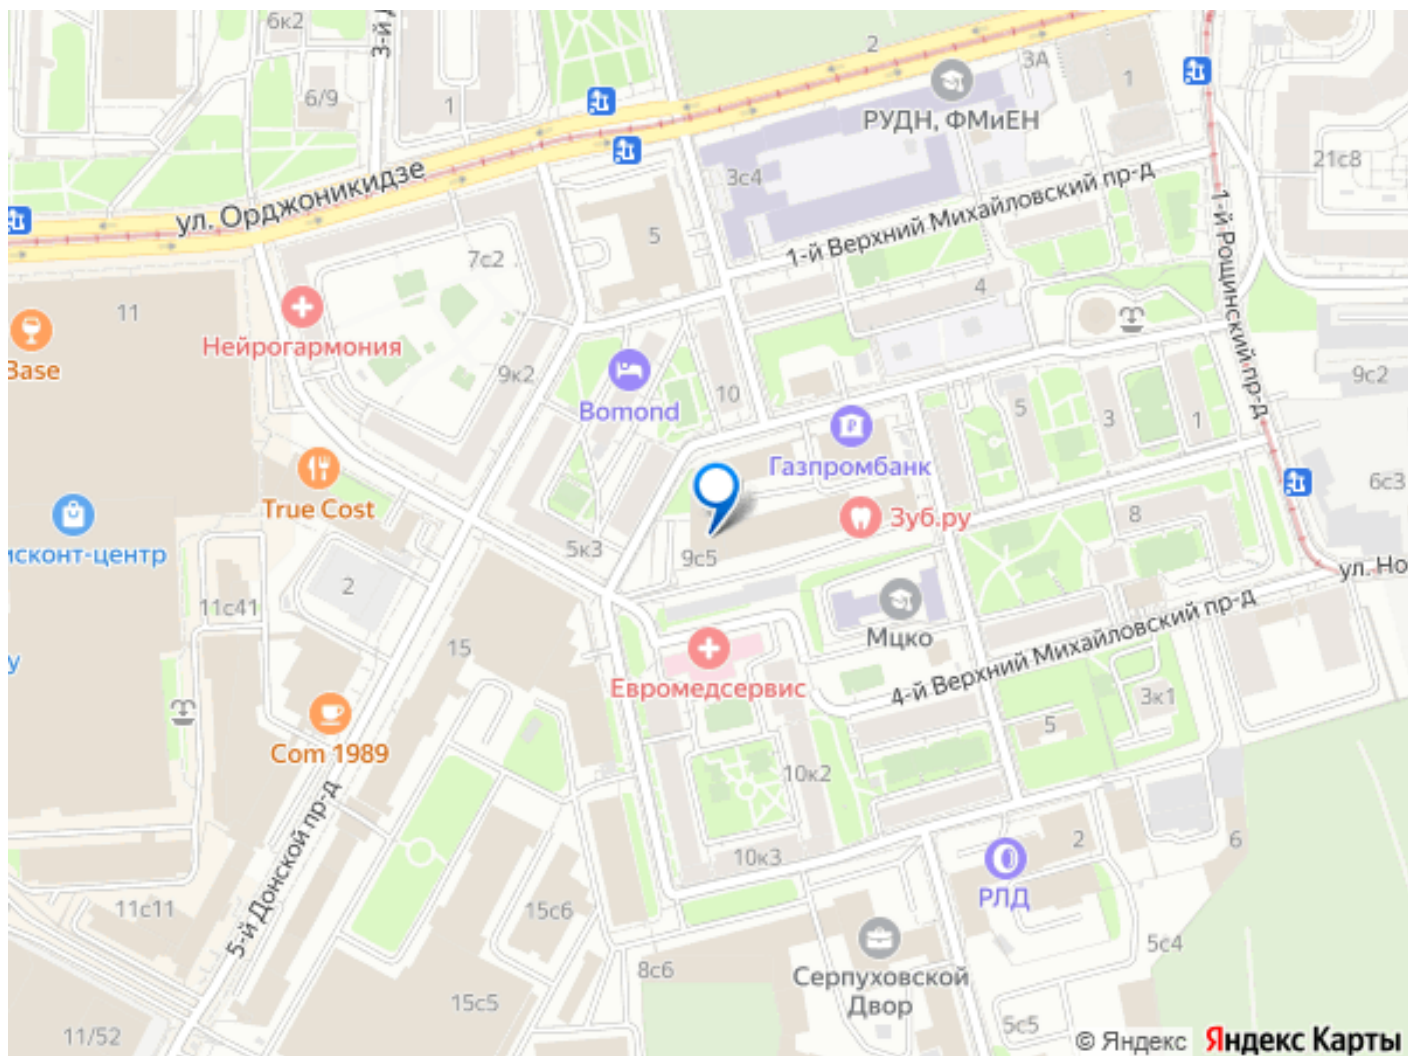 6к2
3-й
2
3А
1
6/9
1
РУДН, ФМиЕН
21с8
3с4
ул. Орджоникидзе
1-й Верхний Михайловский пр-д
1-й Рощинский пр-д
5
7с2
4
11
Нейрогармония
Base
9к2
Bomond
10
5
3
1
9с2
Газпромбанк
True Cost
6с3
Зуб.ру
8
исконт-центр
5к3
9с5
ул. Но
2
11с41
Мцко
4-й Верхний Михайловский пр-д
15
у
Евромедсервис
3к1
5
Com 1989
10к2
5-й Донской пр-д
10к3
2
6
РЛД
11с11
15с6
5с4
8с6
Серпуховской
Двор
15с5
5с5
11/52
© Яндекс
Яндекс Карты